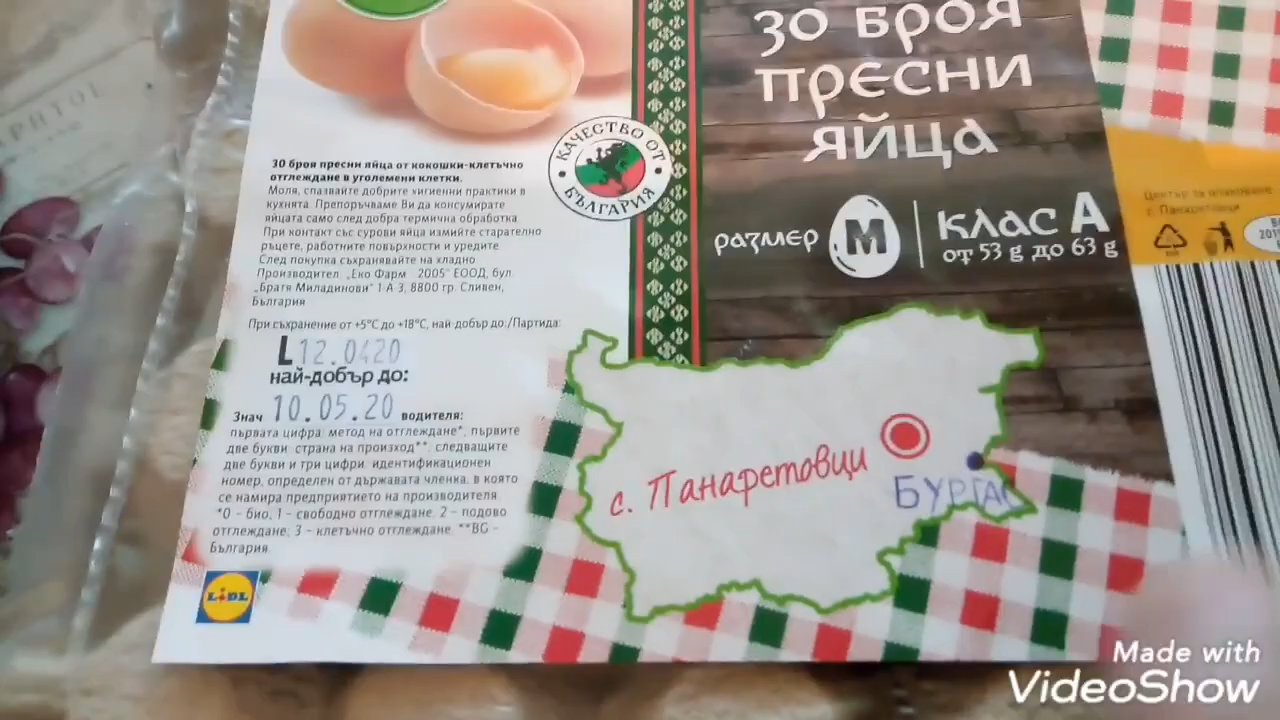 30 броя
пресни
яйца
КАЧЕСТВО ОТ
БЪЛГАРИЯ
размер M
клас A
от 53 g до 63 g
30 броя пресни яйца от кокошки-клетъчно
отглеждане в уголемени клетки.
Моля, спазвайте добрите хигиенни практики в
кухнята. Препоръчваме Ви да консумирате
яйцата само след добра термична обработка.
При контакт със сурови яйца измийте старателно
ръцете, работните повърхности и уредите.
След покупка съхранявайте на хладно.
Производител: „Еко Фарм - 2005" ЕООД, бул.
„Братя Миладинови" 1 А 3, 8800 гр. Сливен,
България
При съхранение от +5°C до +18°C, най-добър до:/Партида:
L12.0420
най-добър до:
Знач 10.05.20 водителя:
първата цифра: метод на отглеждане*, първите
две букви: страна на произход**, следващите
две букви и три цифри: идентификационен
номер, определен от държавата членка, в която
се намира предприятието на производителя.
*0 - био, 1 - свободно отглеждане, 2 - подово
отглеждане, 3 - клетъчно отглеждане. **BG -
България.
LIDL
с. Панаретовци
БУРГАС
Център за опаковане
с. Панаретовци
Made with
VideoShow